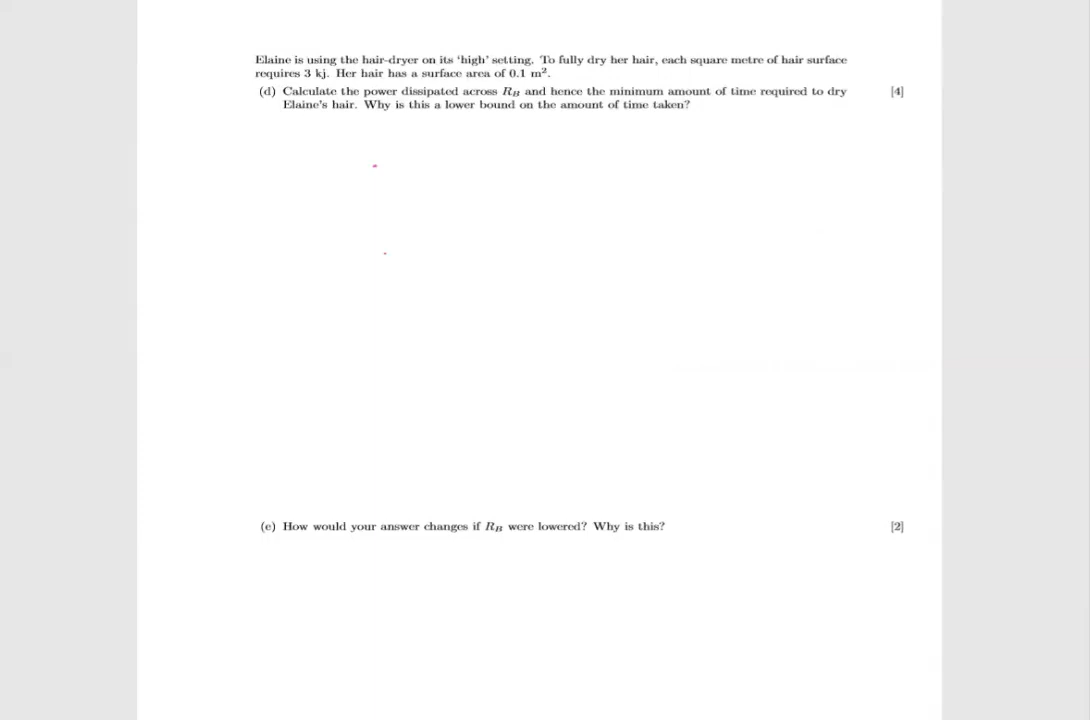 Elaine is using the hair-dryer on its ‘high’ setting. To fully dry her hair, each square metre of hair surface
requires 3 kj. Her hair has a surface area of 0.1 m².
(d) Calculate the power dissipated across R_B and hence the minimum amount of time required to dry [4]
Elaine's hair. Why is this a lower bound on the amount of time taken?
(e) How would your answer changes if R_B were lowered? Why is this? [2]